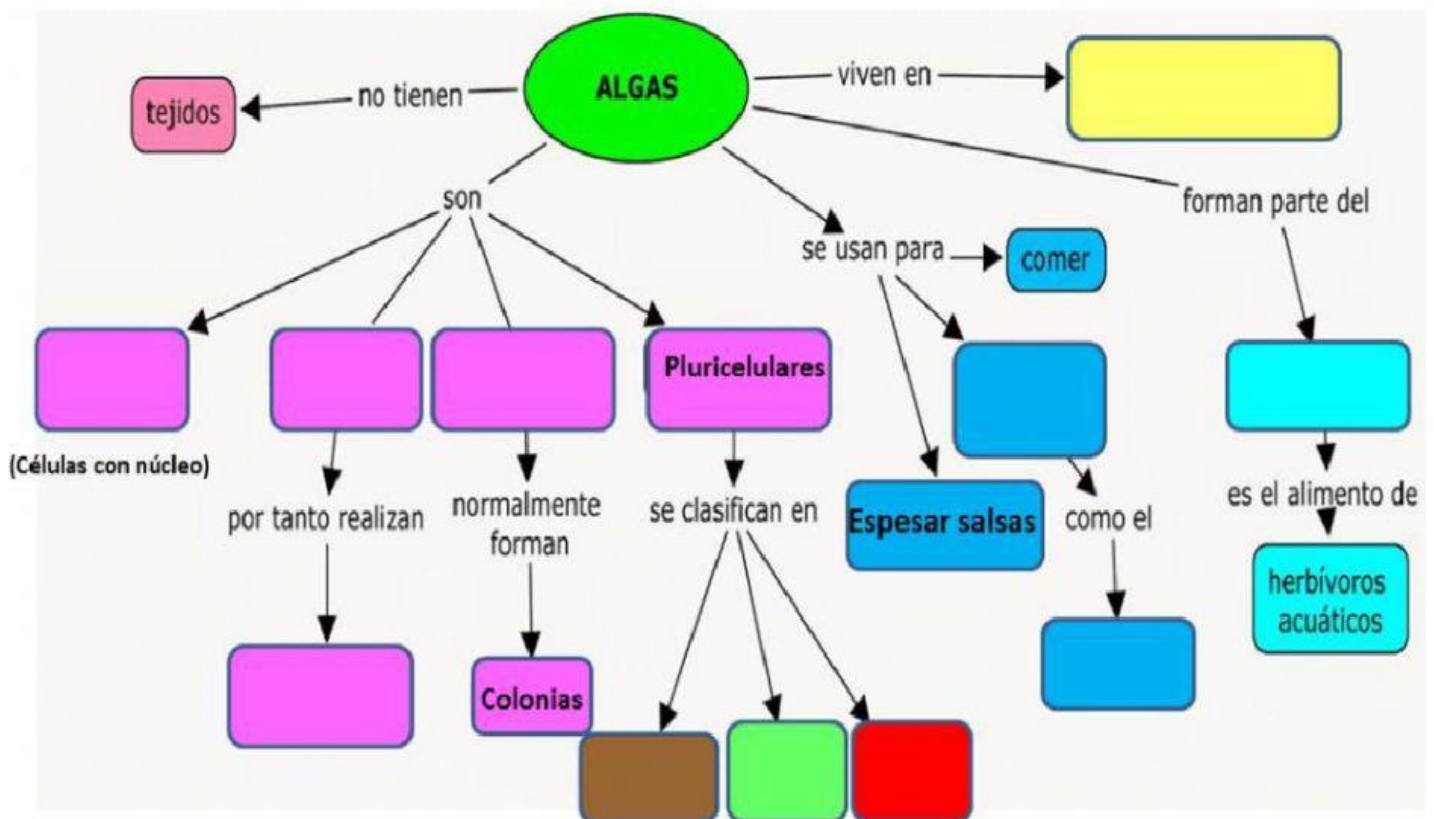 ALGAS
viven en
no tienen
tejidos
son
forman parte del
se usan para
comer
Pluricelulares
(Células con núcleo)
por tanto realizan
normalmente
forman
se clasifican en
Espesar salsas
como el
es el alimento de
herbívoros
acuáticos
Colonias